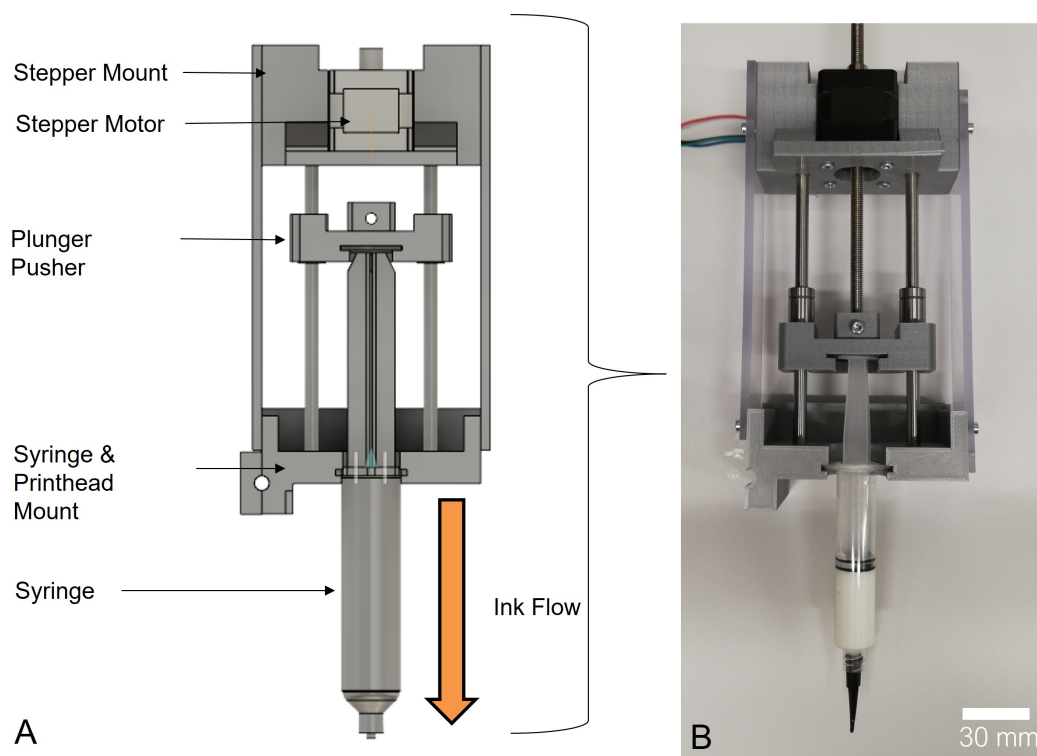 Stepper Mount
Stepper Motor
Plunger
Pusher
Syringe &
Printhead
Mount
Syringe
Ink Flow
A
B
30 mm